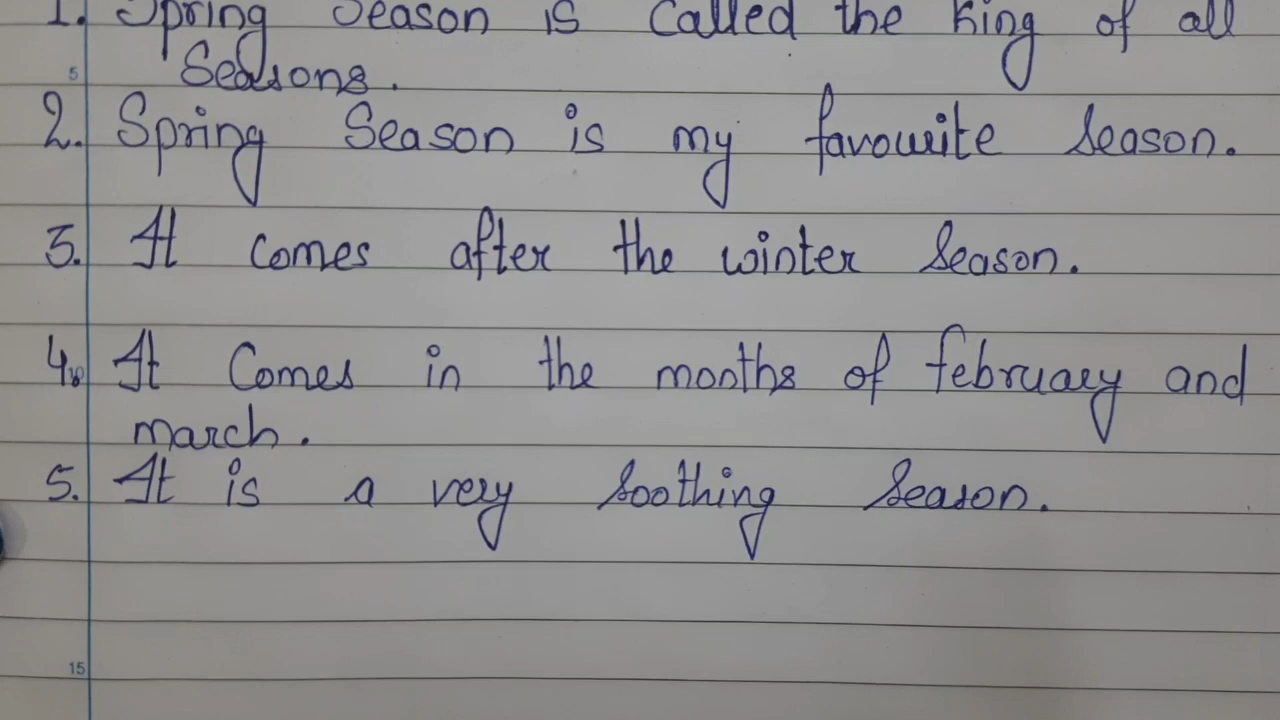 1. Spring Season is Called the King of all
5
Seasons.
2. Spring Season is my favourite Season.
3. It comes after the winter Season.
4. It Comes in the months of february and
march.
5. It is a very Soothing Season.
15